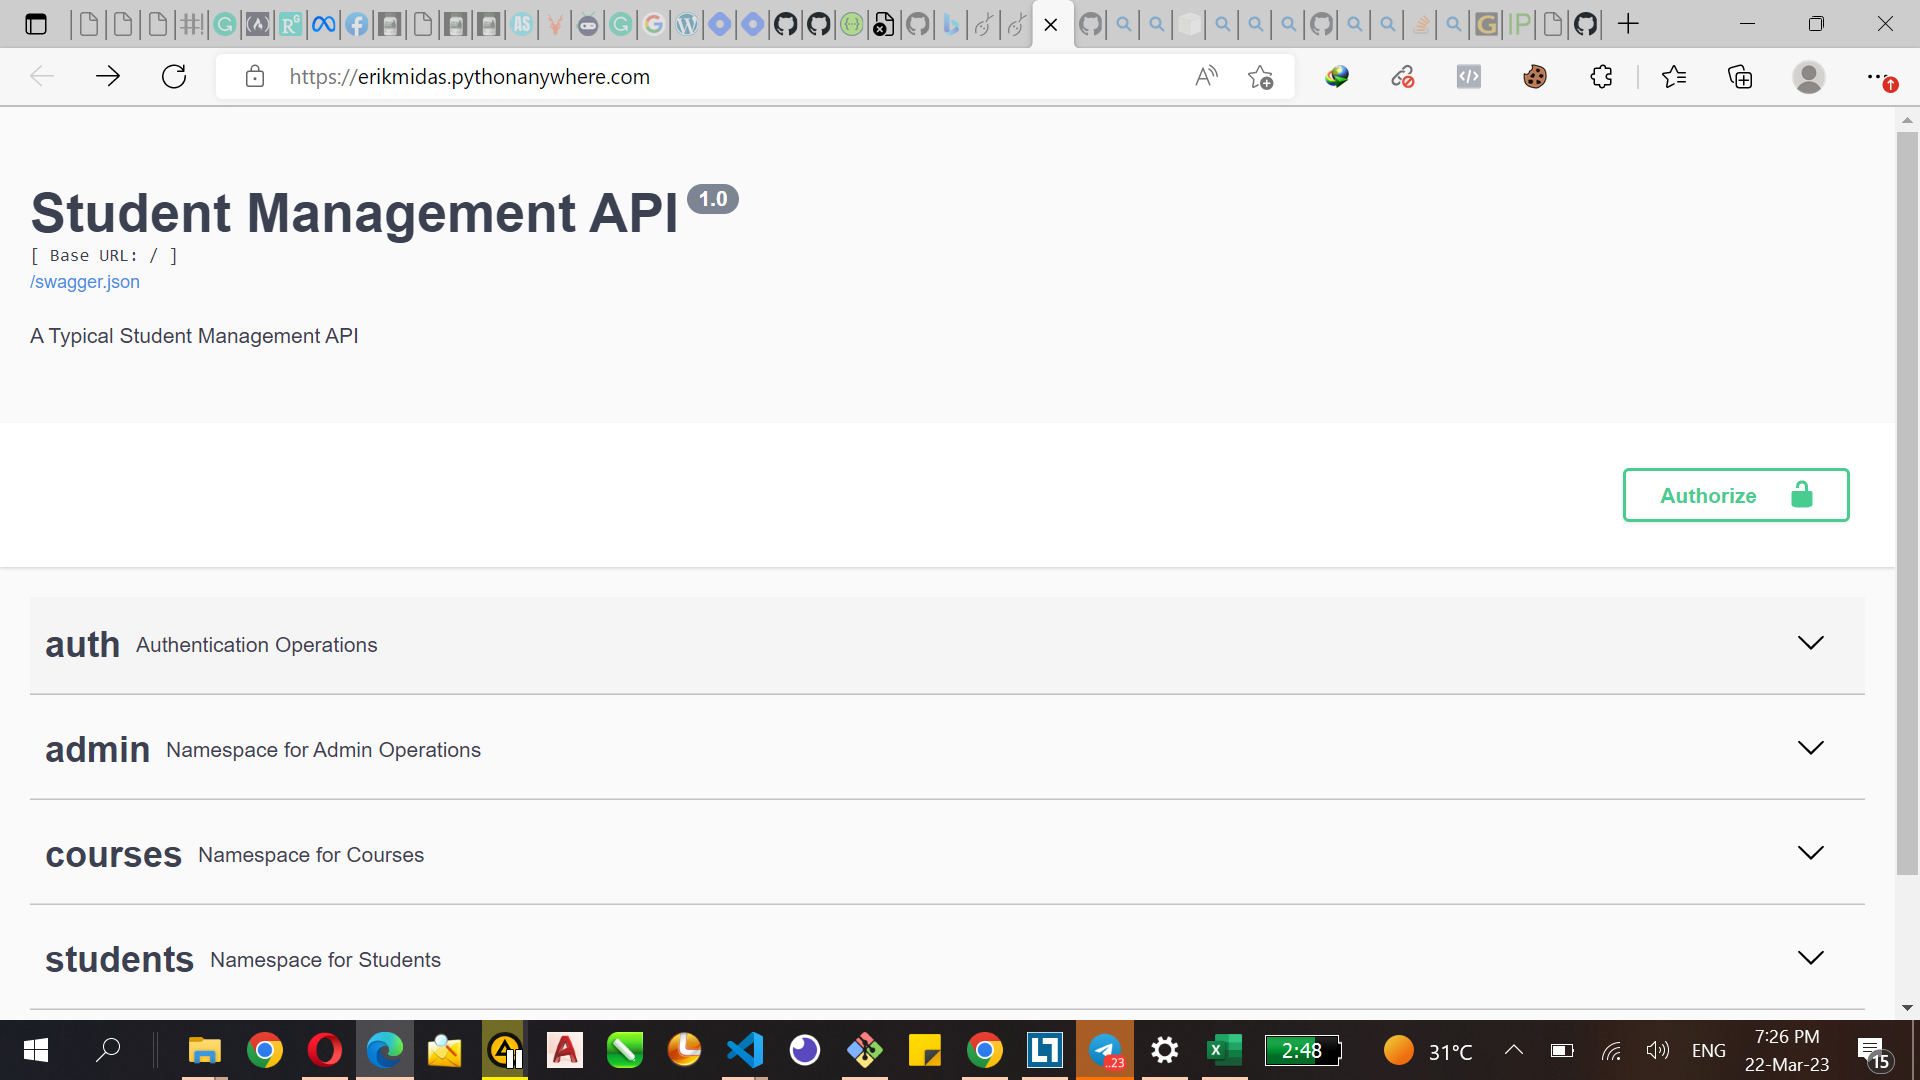 https://erikmidas.pythonanywhere.com
Student Management API 1.0
[ Base URL: / ]
/swagger.json
A Typical Student Management API
Authorize
auth Authentication Operations
admin Namespace for Admin Operations
courses Namespace for Courses
students Namespace for Students
2:48
31°C
ENG
7:26 PM
22-Mar-23
15
..23